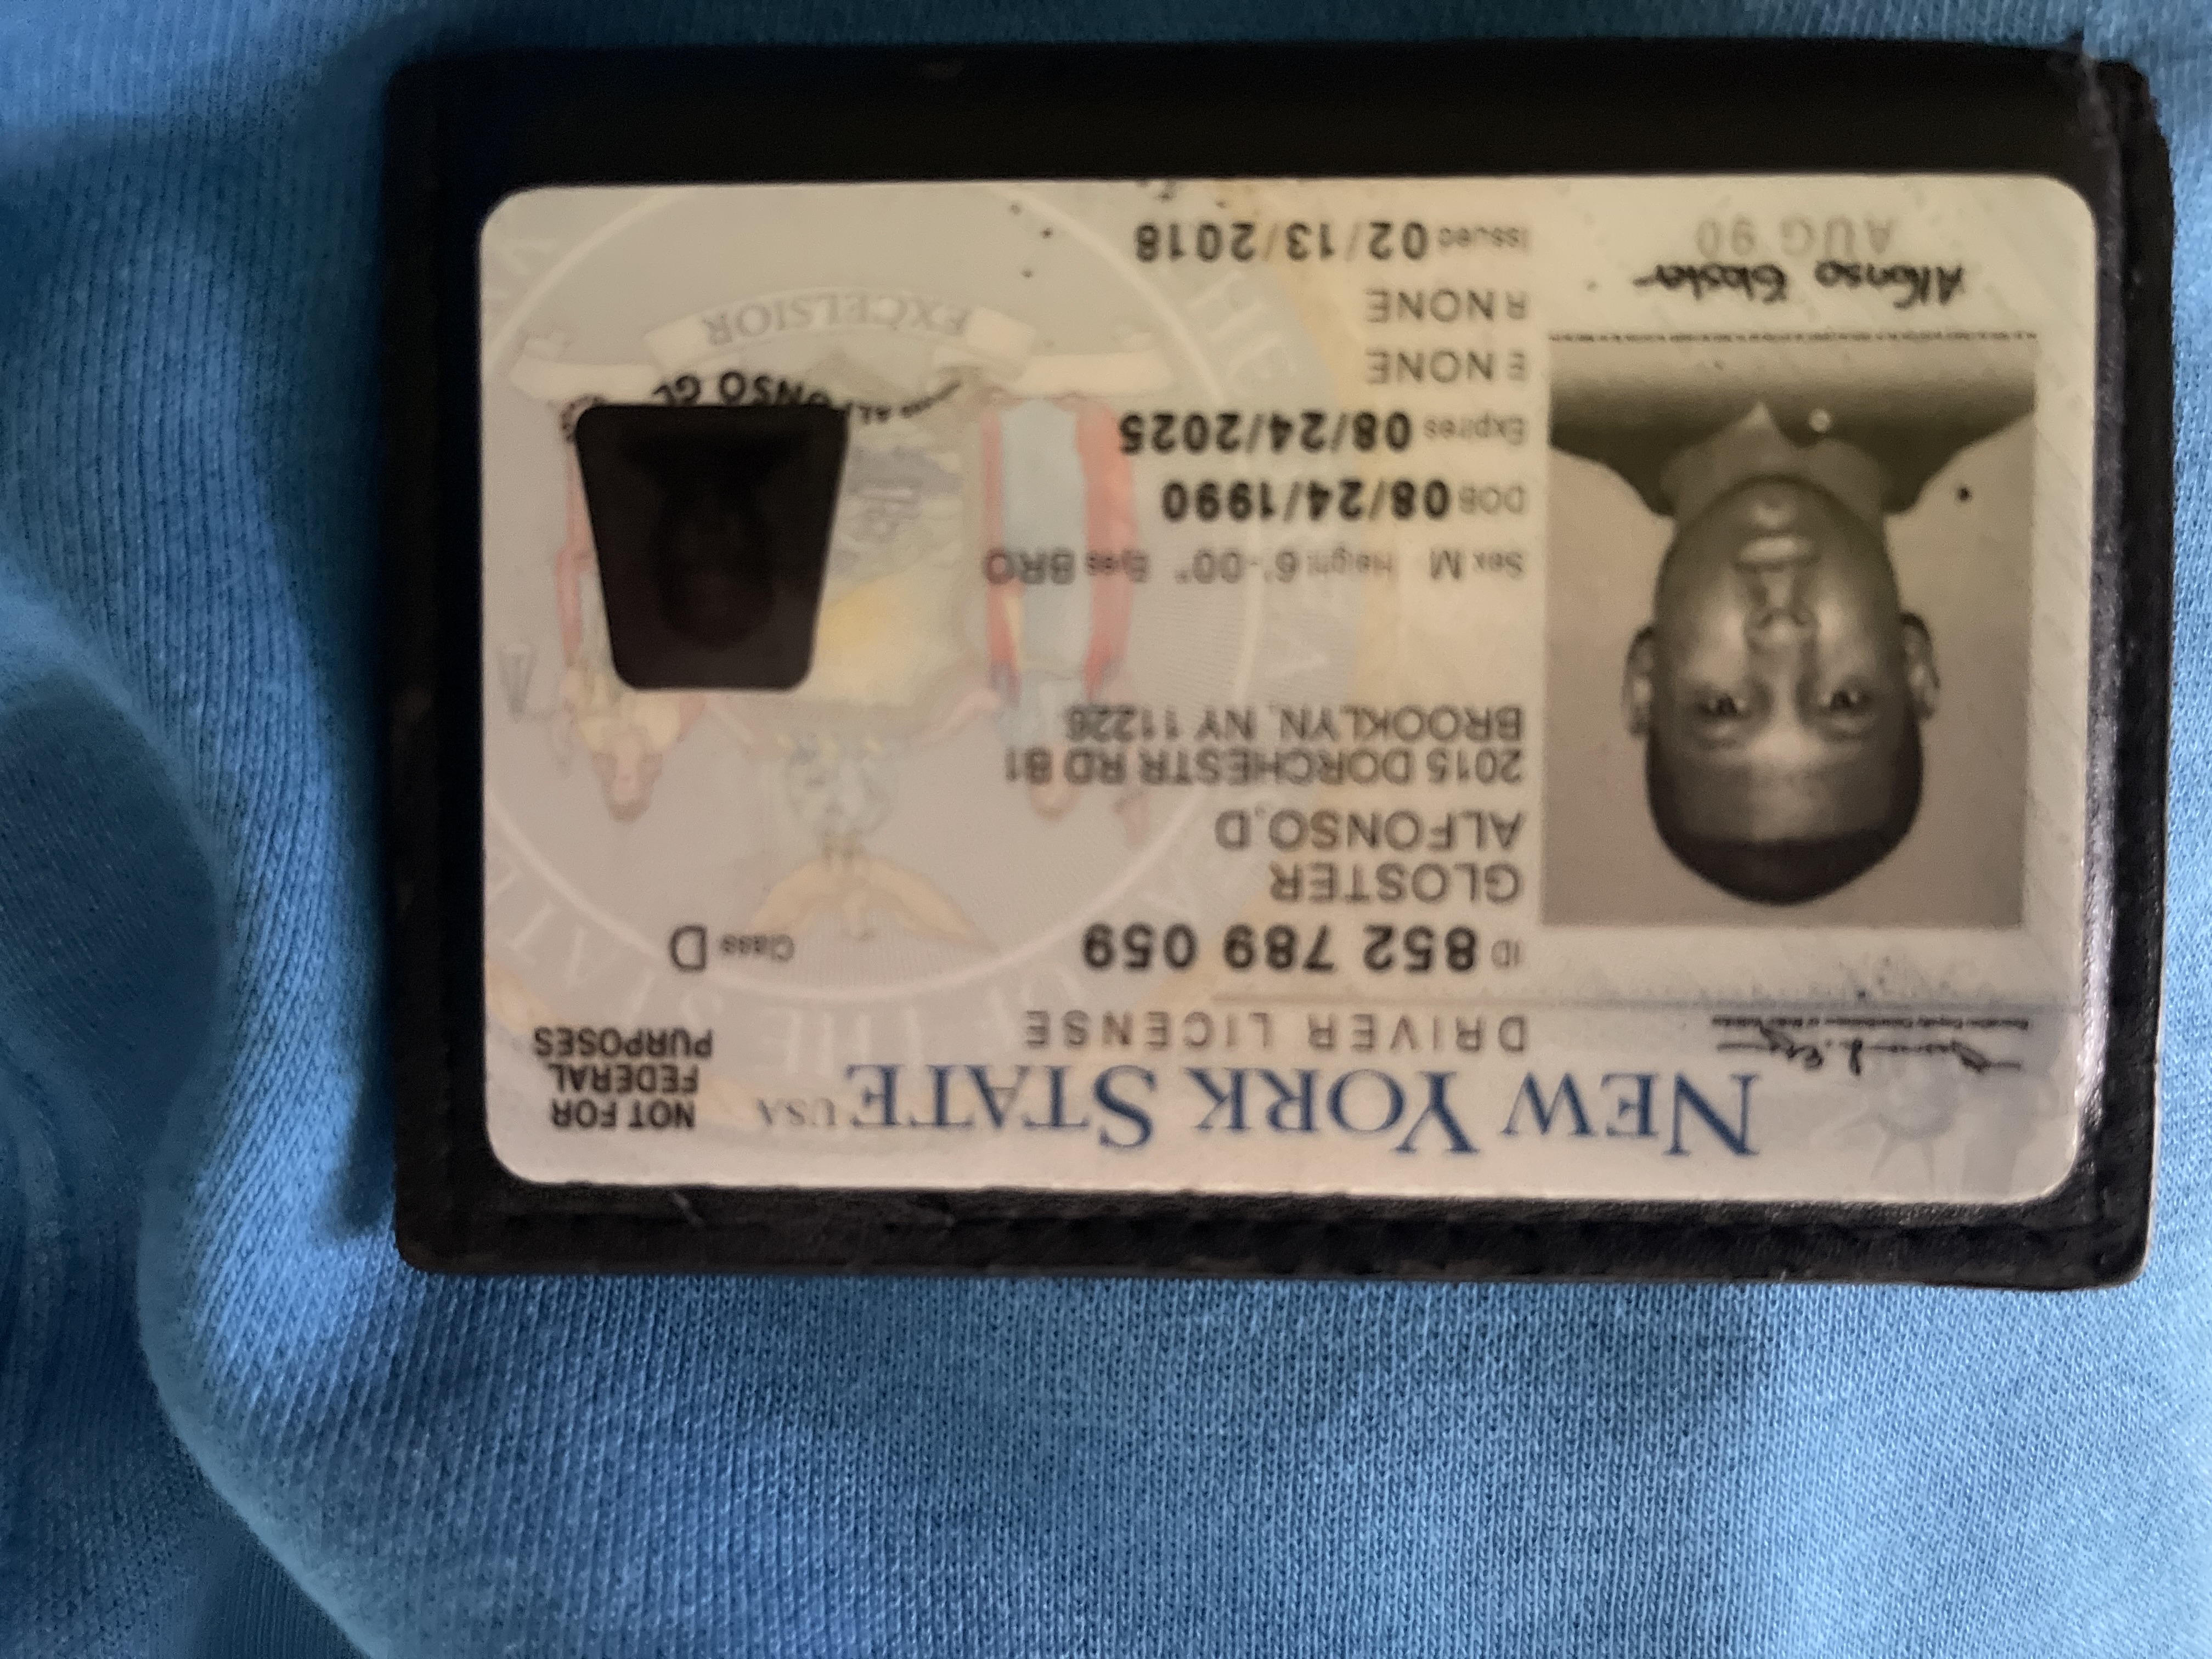 NEW YORK STATE USA
DRIVER LICENSE
NOT FOR
FEDERAL
PURPOSES
ID 852 789 059
Class D
GLOSTER
ALFONSO,D
2015 DORCHESTR RD B1
BROOKLYN, NY 11226
Sex M Height 6'-00" Eyes BRO
DOB 08/24/1990
Expires 08/24/2025
E NONE
R NONE
Issued 02/13/2018
Alfonso Gloster
AUG 90
EXCELSIOR